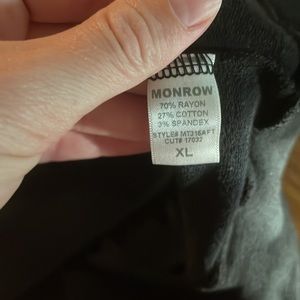 MONROW
70% RAYON
27% COTTON
3% SPANDEX
STYLE# MT316AFT
CUT# 17032
XL